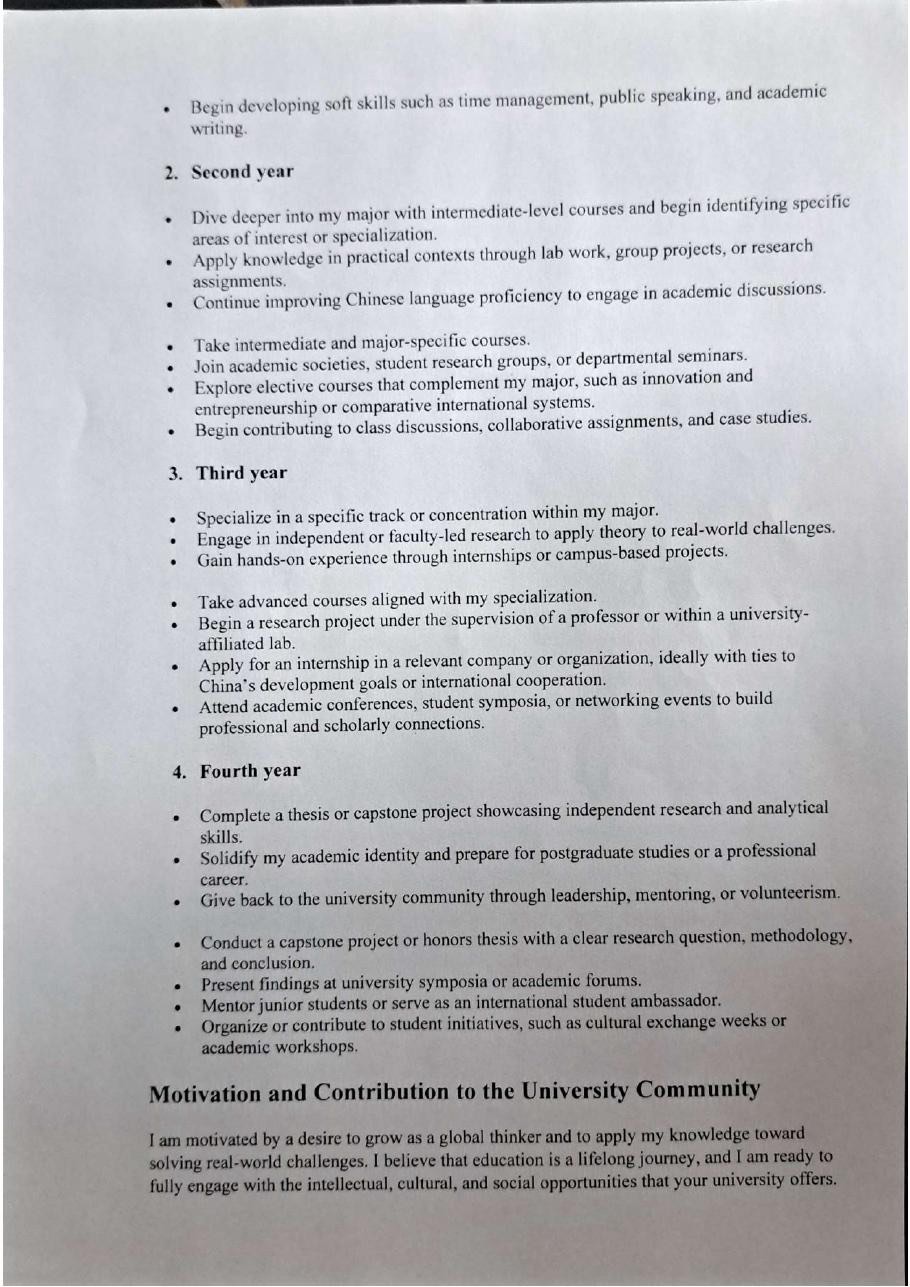 • Begin developing soft skills such as time management, public speaking, and academic
writing.
2. Second year
• Dive deeper into my major with intermediate-level courses and begin identifying specific
areas of interest or specialization.
• Apply knowledge in practical contexts through lab work, group projects, or research
assignments.
• Continue improving Chinese language proficiency to engage in academic discussions.
• Take intermediate and major-specific courses.
• Join academic societies, student research groups, or departmental seminars.
• Explore elective courses that complement my major, such as innovation and
entrepreneurship or comparative international systems.
• Begin contributing to class discussions, collaborative assignments, and case studies.
3. Third year
• Specialize in a specific track or concentration within my major.
• Engage in independent or faculty-led research to apply theory to real-world challenges.
• Gain hands-on experience through internships or campus-based projects.
• Take advanced courses aligned with my specialization.
• Begin a research project under the supervision of a professor or within a university-
affiliated lab.
• Apply for an internship in a relevant company or organization, ideally with ties to
China's development goals or international cooperation.
• Attend academic conferences, student symposia, or networking events to build
professional and scholarly connections.
4. Fourth year
• Complete a thesis or capstone project showcasing independent research and analytical
skills.
• Solidify my academic identity and prepare for postgraduate studies or a professional
career.
• Give back to the university community through leadership, mentoring, or volunteerism.
• Conduct a capstone project or honors thesis with a clear research question, methodology,
and conclusion.
• Present findings at university symposia or academic forums.
• Mentor junior students or serve as an international student ambassador.
• Organize or contribute to student initiatives, such as cultural exchange weeks or
academic workshops.
Motivation and Contribution to the University Community
I am motivated by a desire to grow as a global thinker and to apply my knowledge toward
solving real-world challenges. I believe that education is a lifelong journey, and I am ready to
fully engage with the intellectual, cultural, and social opportunities that your university offers.